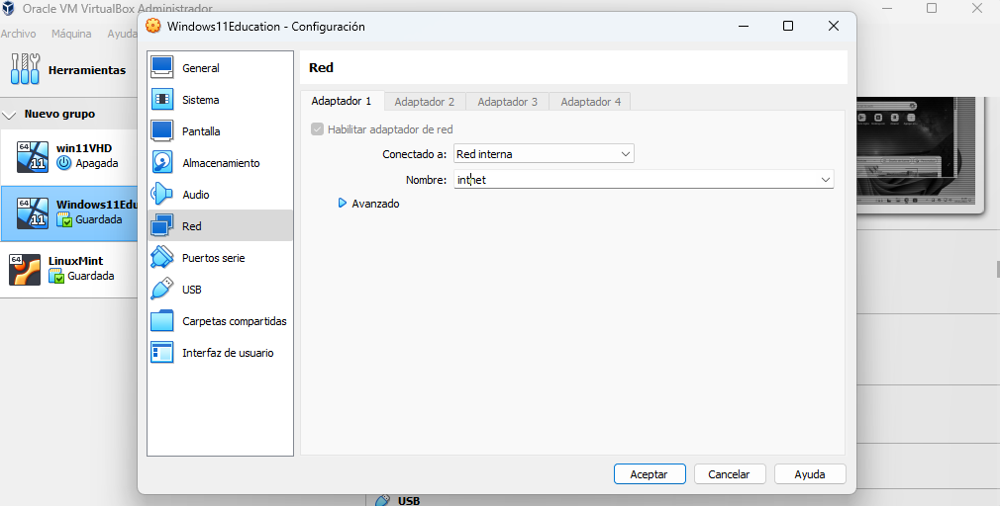 Oracle VM VirtualBox Administrador
Archivo Máquina Ayuda
Herramientas
Nuevo grupo
64
11
win11VHD
Apagada
64
11
Windows11Edu
Guardada
64
LinuxMint
Guardada
Windows11Education - Configuración
General
Sistema
Pantalla
Almacenamiento
Audio
Red
Puertos serie
USB
Carpetas compartidas
Interfaz de usuario
Red
Adaptador 1 Adaptador 2 Adaptador 3 Adaptador 4
Habilitar adaptador de red
Conectado a: Red interna
Nombre: intnet
Avanzado
Aceptar Cancelar Ayuda
USB